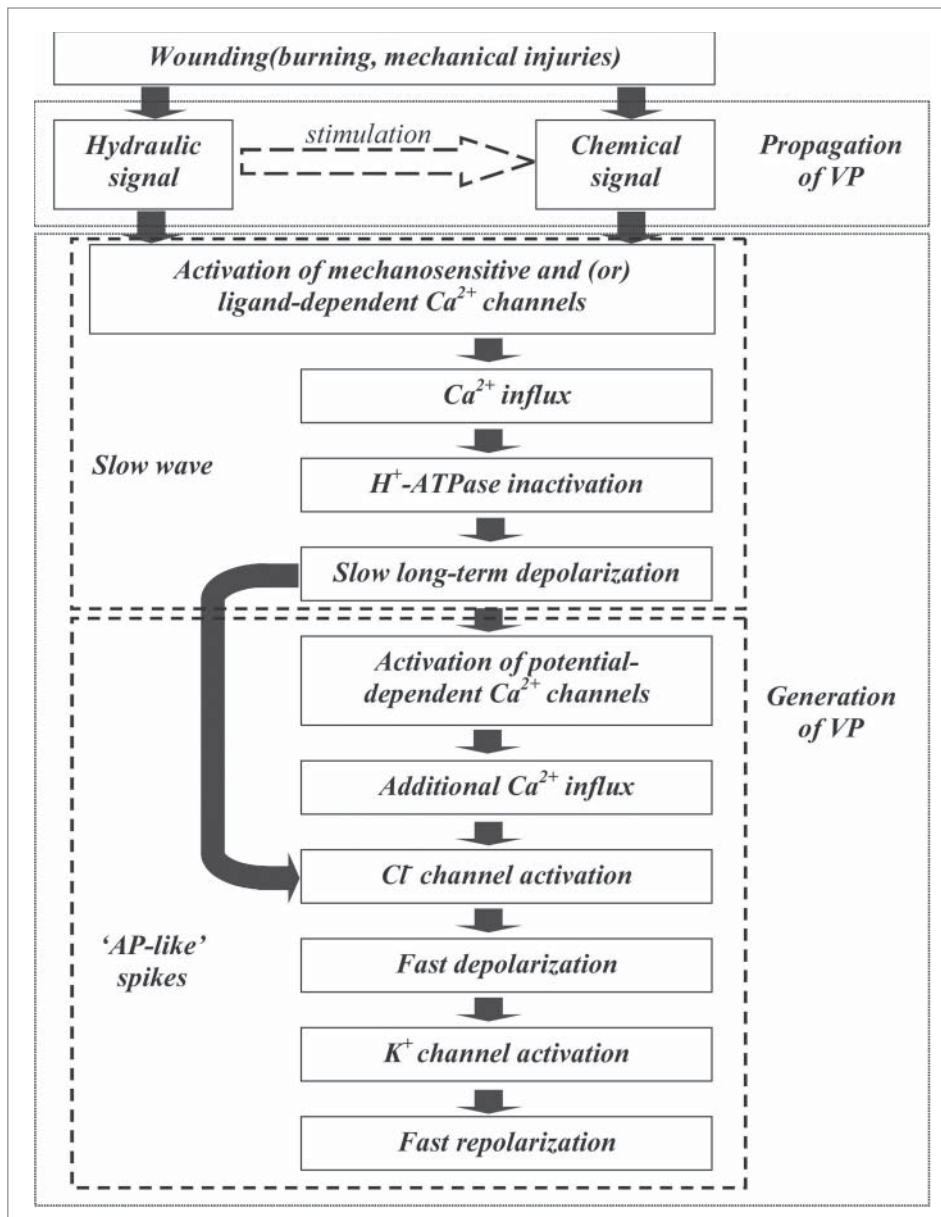 Wounding(burning, mechanical injuries)
Hydraulic
signal
stimulation
Chemical
signal
Propagation
of VP
Activation of mechanosensitive and (or)
ligand-dependent Ca²⁺ channels
Ca²⁺ influx
Slow wave
H⁺-ATPase inactivation
Slow long-term depolarization
Activation of potential-
dependent Ca²⁺ channels
Generation
of VP
Additional Ca²⁺ influx
Cl⁻ channel activation
‘AP-like’
spikes
Fast depolarization
K⁺ channel activation
Fast repolarization